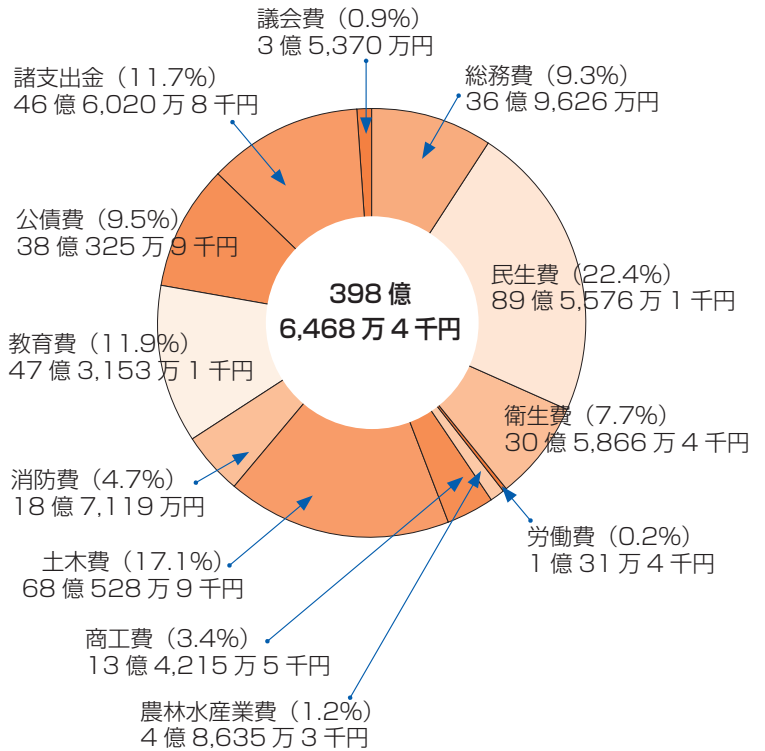 議会費（0.9%）
3 億 5,370 万円
総務費（9.3%）
36 億 9,626 万円
民生費（22.4%）
89 億 5,576 万 1 千円
衛生費（7.7%）
30 億 5,866 万 4 千円
労働費（0.2%）
1 億 31 万 4 千円
農林水産業費（1.2%）
4 億 8,635 万 3 千円
商工費（3.4%）
13 億 4,215 万 5 千円
土木費（17.1%）
68 億 528 万 9 千円
消防費（4.7%）
18 億 7,119 万円
教育費（11.9%）
47 億 3,153 万 1 千円
公債費（9.5%）
38 億 325 万 9 千円
諸支出金（11.7%）
46 億 6,020 万 8 千円
398 億
6,468 万 4 千円